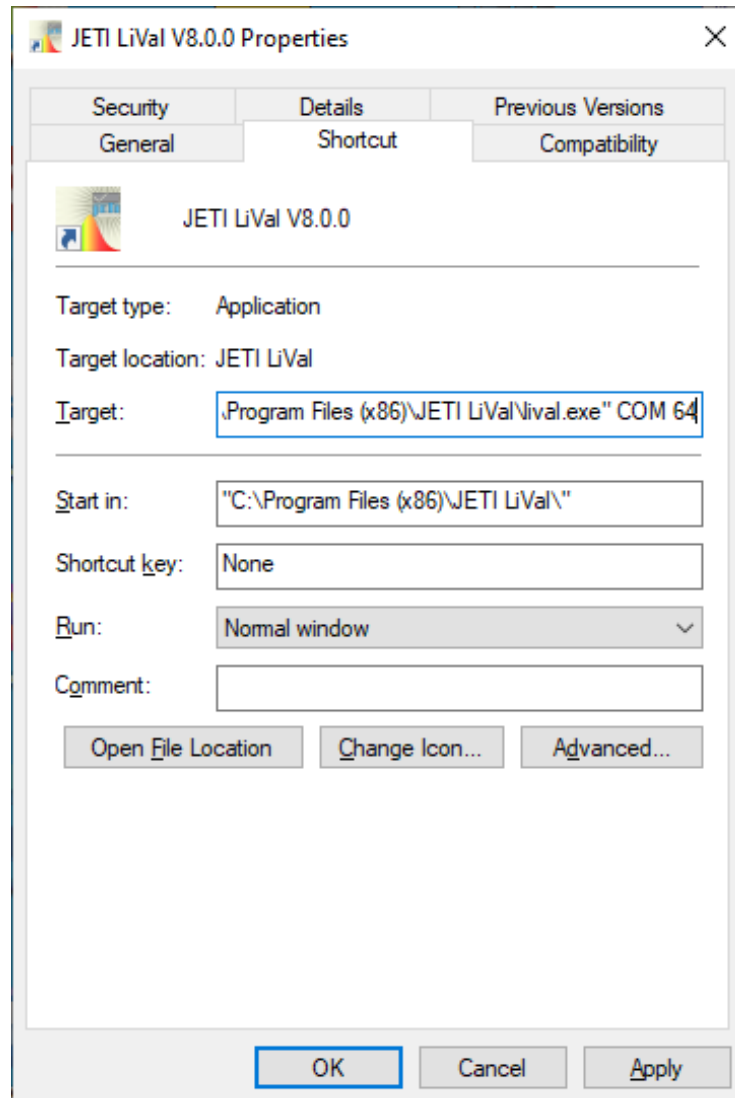 JETI LiVal V8.0.0 Properties
Security Details Previous Versions
General Shortcut Compatibility
JETI LiVal V8.0.0
Target type: Application
Target location: JETI LiVal
Target: \Program Files (x86)\JETI LiVal\lival.exe" COM 64
Start in: "C:\Program Files (x86)\JETI LiVal\"
Shortcut key: None
Run: Normal window
Comment:
Open File Location Change Icon... Advanced...
OK Cancel Apply